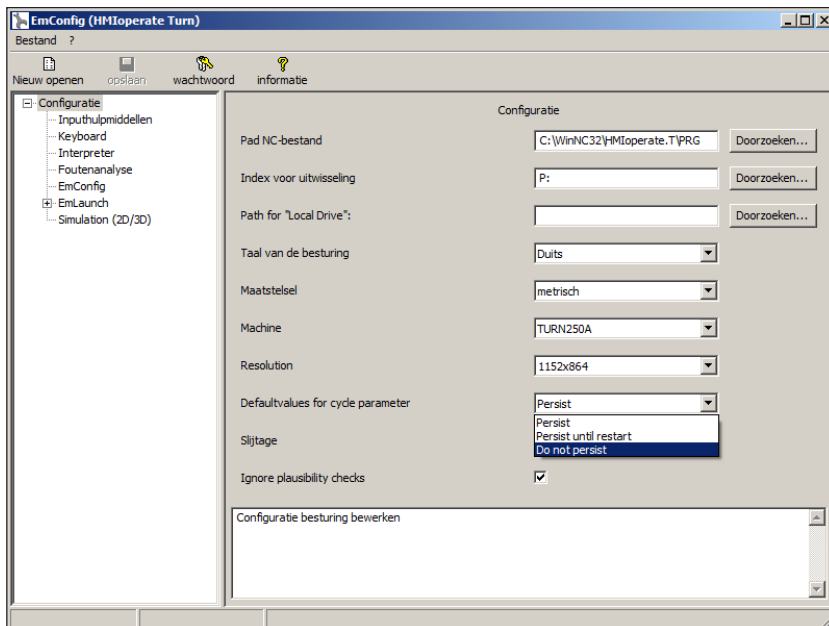 EmConfig (HMIoperate Turn)
Bestand ?
Nieuw openen opslaan wachtwoord informatie
Configuratie
Inputhulpmiddelen
Keyboard
Interpreter
Foutenanalyse
EmConfig
EmLaunch
Simulation (2D/3D)
Configuratie
Pad NC-bestand C:\WinNC32\HMIoperate.T\PRG Doorzoeken...
Index voor uitwisseling P: Doorzoeken...
Path for "Local Drive": Doorzoeken...
Taal van de besturing Duits
Maatstelsel metrisch
Machine TURN250A
Resolution 1152x864
Defaultvalues for cycle parameter Persist
Persist
Persist until restart
Do not persist
Slijtage
Ignore plausibility checks
Configuratie besturing bewerken